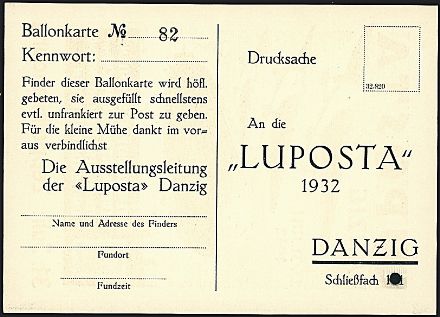 Ballonkarte № 82
Kennwort:
Finder dieser Ballonkarte wird höfl.
gebeten, sie ausgefüllt schnellstens
evtl. unfrankiert zur Post zu geben.
Für die kleine Mühe dankt im vor-
aus verbindlichst
Die Ausstellungsleitung
der «Luposta» Danzig
Name und Adresse des Finders
Fundort
Fundzeit
Drucksache
32.820
An die
„LUPOSTA“
1932
DANZIG
Schließfach